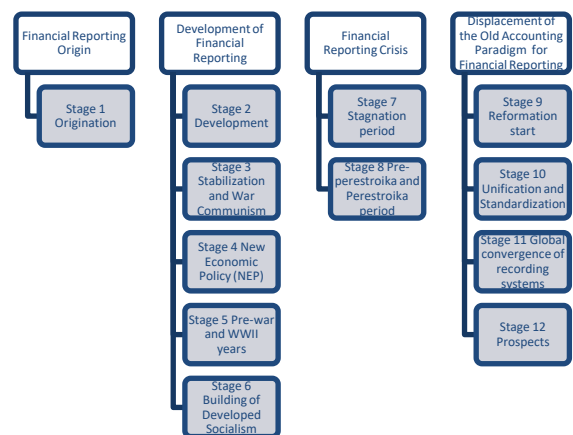 Financial Reporting
Origin
Stage 1
Origination
Development of
Financial
Reporting
Stage 2
Development
Stage 3
Stabilization
and War
Communism
Stage 4 New
Economic
Policy (NEP)
Stage 5 Pre-war
and WWII
years
Stage 6
Building of
Developed
Socialism
Financial
Reporting Crisis
Stage 7
Stagnation
period
Stage 8 Pre-
perestroika and
Perestroika
period
Displacement of
the Old Accounting
Paradigm for
Financial Reporting
Stage 9
Reformation
start
Stage 10
Unification and
Standardization
Stage 11 Global
convergence of
recording
systems
Stage 12
Prospects